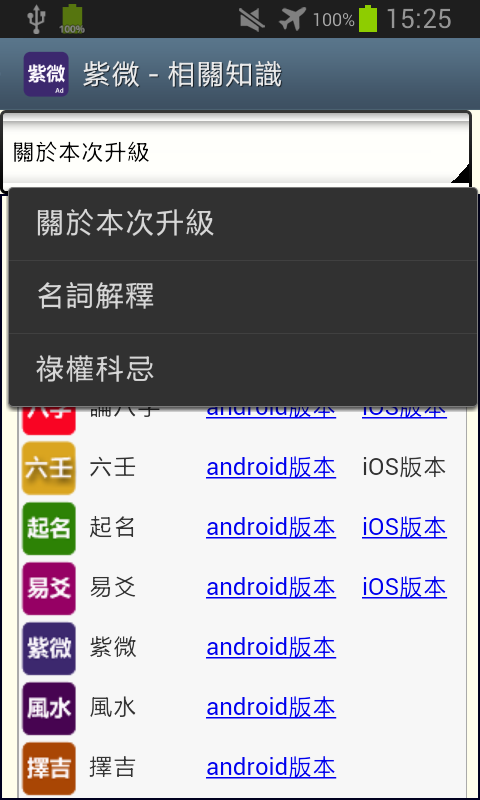 100% 100% 15:25
紫微 Ad 紫微 - 相關知識
關於本次升級
關於本次升級
名詞解釋
祿權科忌
八字 論八字 android版本 iOS版本
六壬 六壬 android版本 iOS版本
起名 起名 android版本 iOS版本
易爻 易爻 android版本 iOS版本
紫微 紫微 android版本
風水 風水 android版本
擇吉 擇吉 android版本